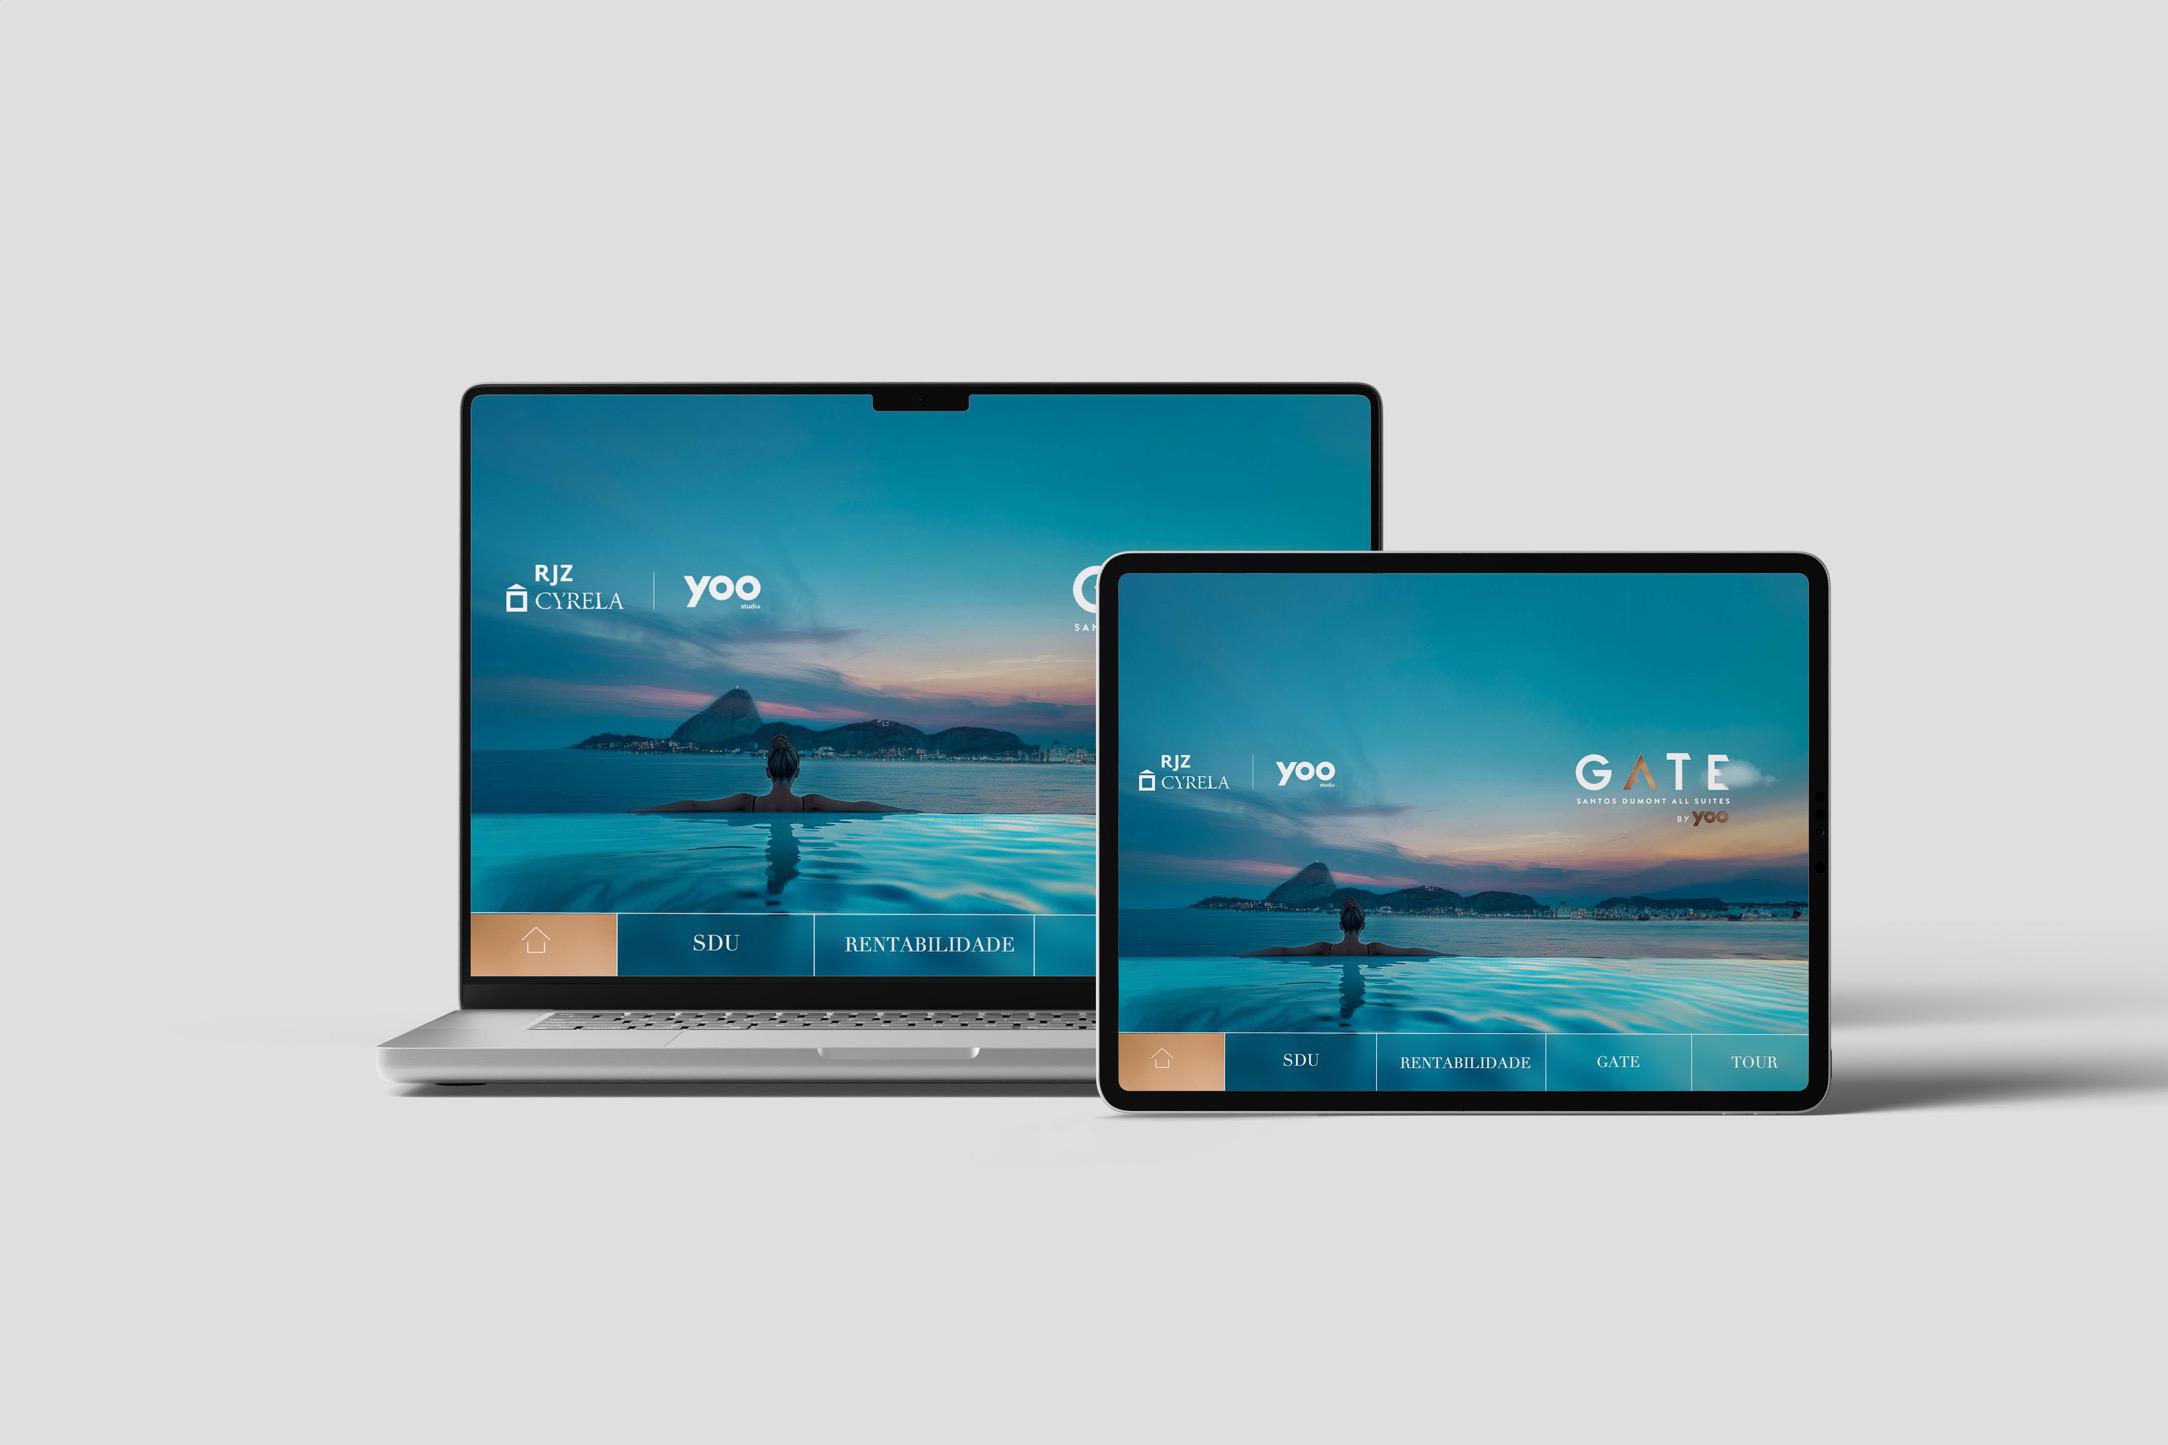 RJZ
CYRELA
yoo
studio
G
SAN
SDU
RENTABILIDADE
RJZ
CYRELA
yoo
studio
GATE
SANTOS DUMONT ALL SUITES
BY yoo
SDU
RENTABILIDADE
GATE
TOUR